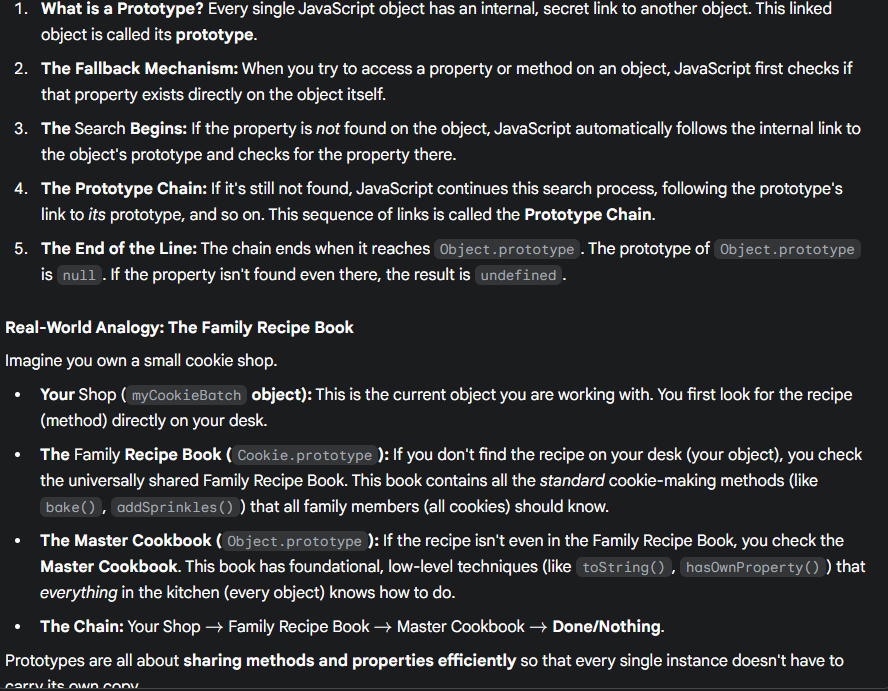 1. What is a Prototype? Every single JavaScript object has an internal, secret link to another object. This linked
object is called its prototype.
2. The Fallback Mechanism: When you try to access a property or method on an object, JavaScript first checks if
that property exists directly on the object itself.
3. The Search Begins: If the property is not found on the object, JavaScript automatically follows the internal link to
the object's prototype and checks for the property there.
4. The Prototype Chain: If it's still not found, JavaScript continues this search process, following the prototype's
link to its prototype, and so on. This sequence of links is called the Prototype Chain.
5. The End of the Line: The chain ends when it reaches Object.prototype. The prototype of Object.prototype
is null. If the property isn't found even there, the result is undefined.
Real-World Analogy: The Family Recipe Book
Imagine you own a small cookie shop.
• Your Shop (myCookieBatch object): This is the current object you are working with. You first look for the recipe
(method) directly on your desk.
• The Family Recipe Book (Cookie.prototype): If you don't find the recipe on your desk (your object), you check
the universally shared Family Recipe Book. This book contains all the standard cookie-making methods (like
bake(), addSprinkles()) that all family members (all cookies) should know.
• The Master Cookbook (Object.prototype): If the recipe isn't even in the Family Recipe Book, you check the
Master Cookbook. This book has foundational, low-level techniques (like toString(), hasOwnProperty()) that
everything in the kitchen (every object) knows how to do.
• The Chain: Your Shop → Family Recipe Book → Master Cookbook → Done/Nothing.
Prototypes are all about sharing methods and properties efficiently so that every single instance doesn't have to
carry its own copy.